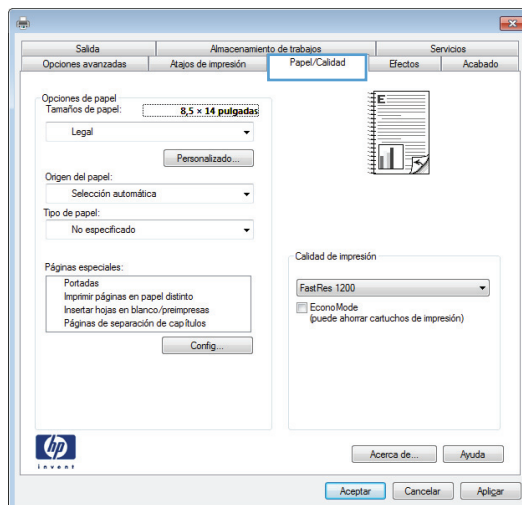 Salida Almacenamiento de trabajos Servicios
Opciones avanzadas Atajos de impresión Papel/Calidad Efectos Acabado
Opciones de papel
Tamaños de papel: 8,5 × 14 pulgadas
Legal
Personalizado...
Origen del papel:
Selección automática
Tipo de papel:
No especificado
Páginas especiales:
Portadas
Imprimir páginas en papel distinto
Insertar hojas en blanco/preimpresas
Páginas de separación de capítulos
Config...
E
Calidad de impresión
FastRes 1200
EconoMode
(puede ahorrar cartuchos de impresión)
hp
invent
Acerca de... Ayuda
Aceptar Cancelar Aplicar